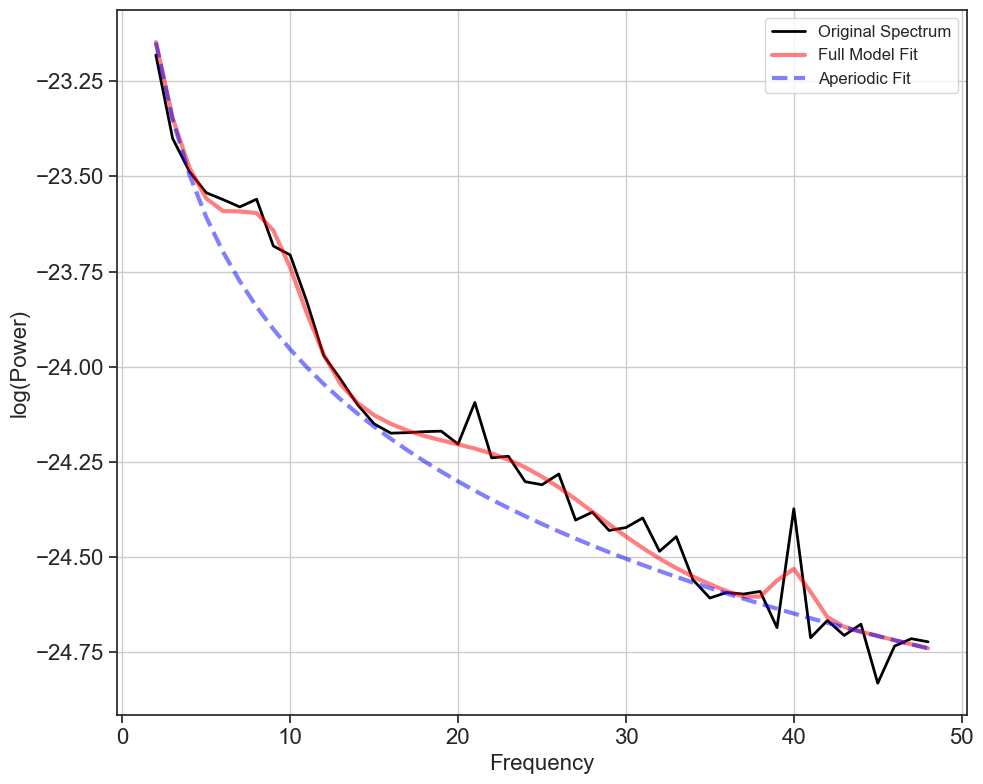 Original Spectrum
Full Model Fit
Aperiodic Fit
−23.25
−23.50
−23.75
−24.00
−24.25
−24.50
−24.75
log(Power)
0 10 20 30 40 50
Frequency